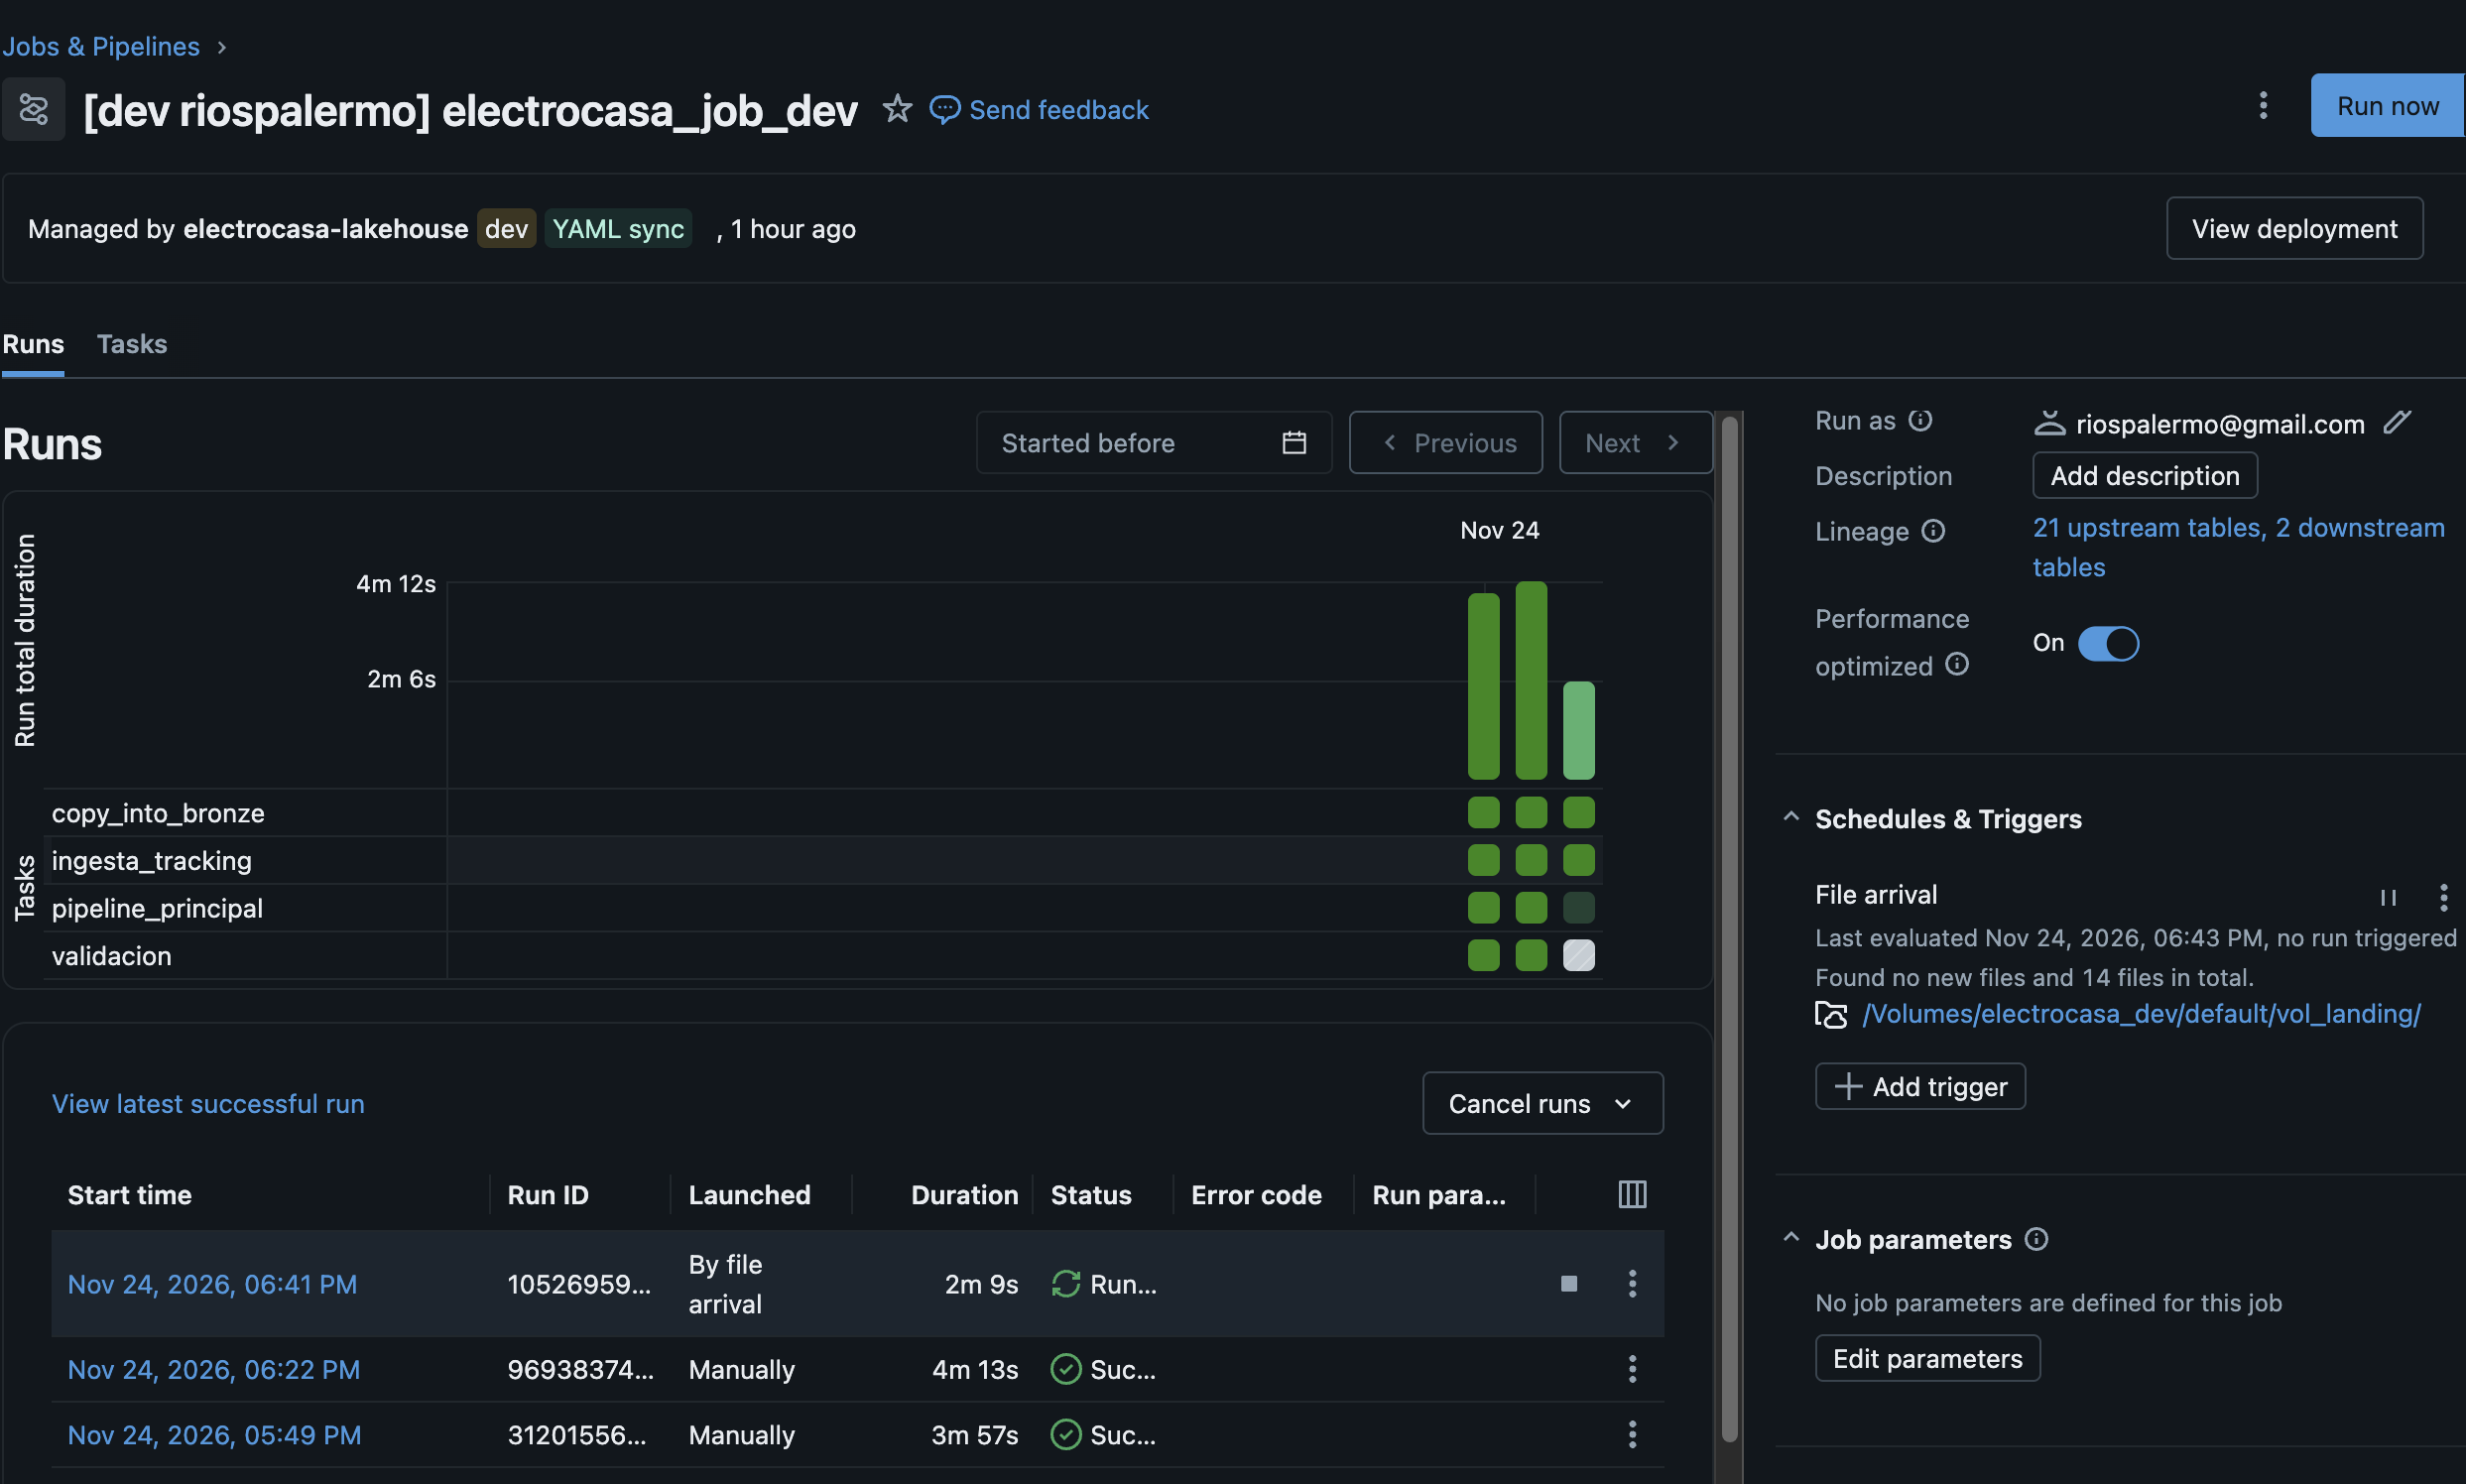 Jobs & Pipelines
[dev riospalermo] electrocasa_job_dev
Send feedback
Run now
Managed by electrocasa-lakehouse dev YAML sync , 1 hour ago
View deployment
Runs
Tasks
Runs
Started before
Previous
Next
Nov 24
Run total duration
4m 12s
2m 6s
Tasks
copy_into_bronze
ingesta_tracking
pipeline_principal
validacion
View latest successful run
Cancel runs
Start time Run ID Launched Duration Status Error code Run para...
Nov 24, 2026, 06:41 PM 10526959... By file arrival 2m 9s Run...
Nov 24, 2026, 06:22 PM 96938374... Manually 4m 13s Suc...
Nov 24, 2026, 05:49 PM 31201556... Manually 3m 57s Suc...
Run as riospalermo@gmail.com
Description Add description
Lineage 21 upstream tables, 2 downstream
tables
Performance
optimized
On
Schedules & Triggers
File arrival
Last evaluated Nov 24, 2026, 06:43 PM, no run triggered
Found no new files and 14 files in total.
/Volumes/electrocasa_dev/default/vol_landing/
Add trigger
Job parameters
No job parameters are defined for this job
Edit parameters